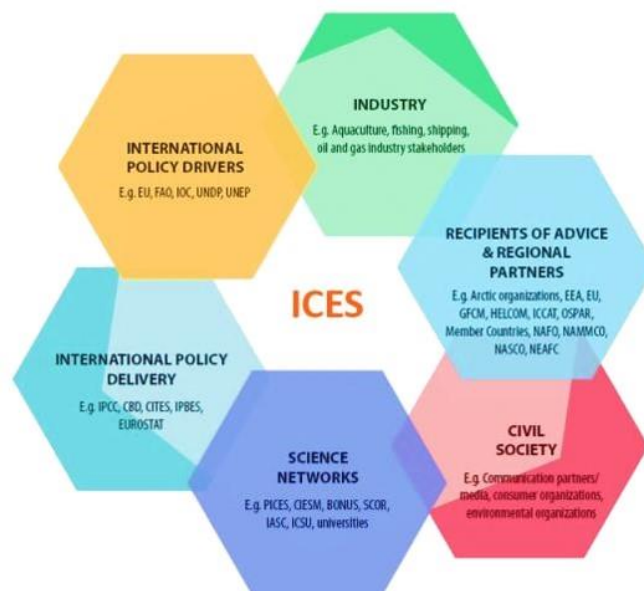 INDUSTRY
E.g. Aquaculture, fishing, shipping,
oil and gas industry stakeholders
INTERNATIONAL
POLICY DRIVERS
E.g. EU, FAO, IOC, UNDP, UNEP
RECIPIENTS OF ADVICE
& REGIONAL
PARTNERS
E.g. Arctic organizations, EEA, EU,
GFCM, HELCOM, ICCAT, OSPAR,
Member Countries, NAFO, NAMMCO,
NASCO, NEAFC
ICES
INTERNATIONAL POLICY
DELIVERY
E.g. IPCC, CBD, CITES, IPBES,
EUROSTAT
CIVIL
SOCIETY
E.g. Communication partners/
media, consumer organizations,
environmental organizations
SCIENCE
NETWORKS
E.g. PICES, CIESM, BONUS, SCOR,
IASC, ICSU, universities